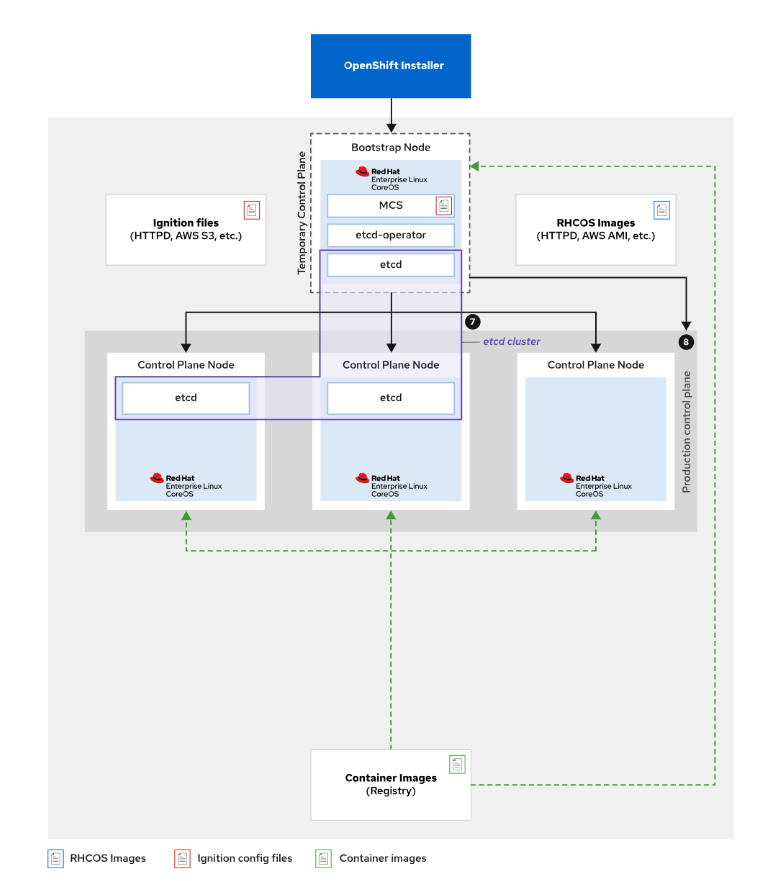 OpenShift Installer
Temporary Control Plane
Bootstrap Node
Red Hat
Enterprise Linux
CoreOS
MCS
etcd-operator
etcd
Ignition files
(HTTPD, AWS S3, etc.)
RHCOS Images
(HTTPD, AWS AMI, etc.)
7
etcd cluster
8
Production control plane
Control Plane Node
etcd
Red Hat
Enterprise Linux
CoreOS
Control Plane Node
etcd
Red Hat
Enterprise Linux
CoreOS
Control Plane Node
Red Hat
Enterprise Linux
CoreOS
Container Images
(Registry)
RHCOS Images
Ignition config files
Container images